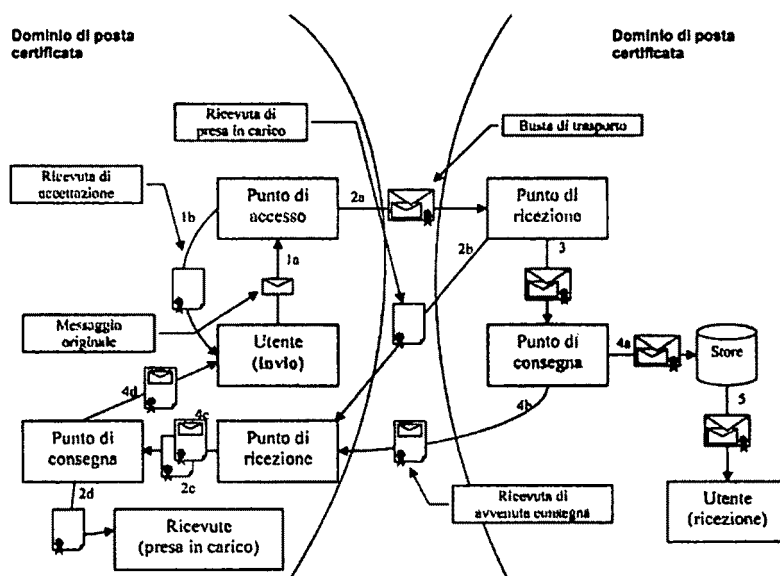 Dominio di posta
certificata
Dominio di posta
certificata
Ricevuta di
presa in carico
Busta di trasporto
Ricevuta di
accettazione
1b
Punto di
accesso
2a
Punto di
ricezione
2b
3
1a
Messaggio
originale
Utente
(invio)
Punto di
consegna
4a
Store
4d
4b
5
Punto di
consegna
4c
2c
Punto di
ricezione
2d
Ricevute
(presa in carico)
Ricevuta di
avvenuta consegna
Utente
(ricezione)